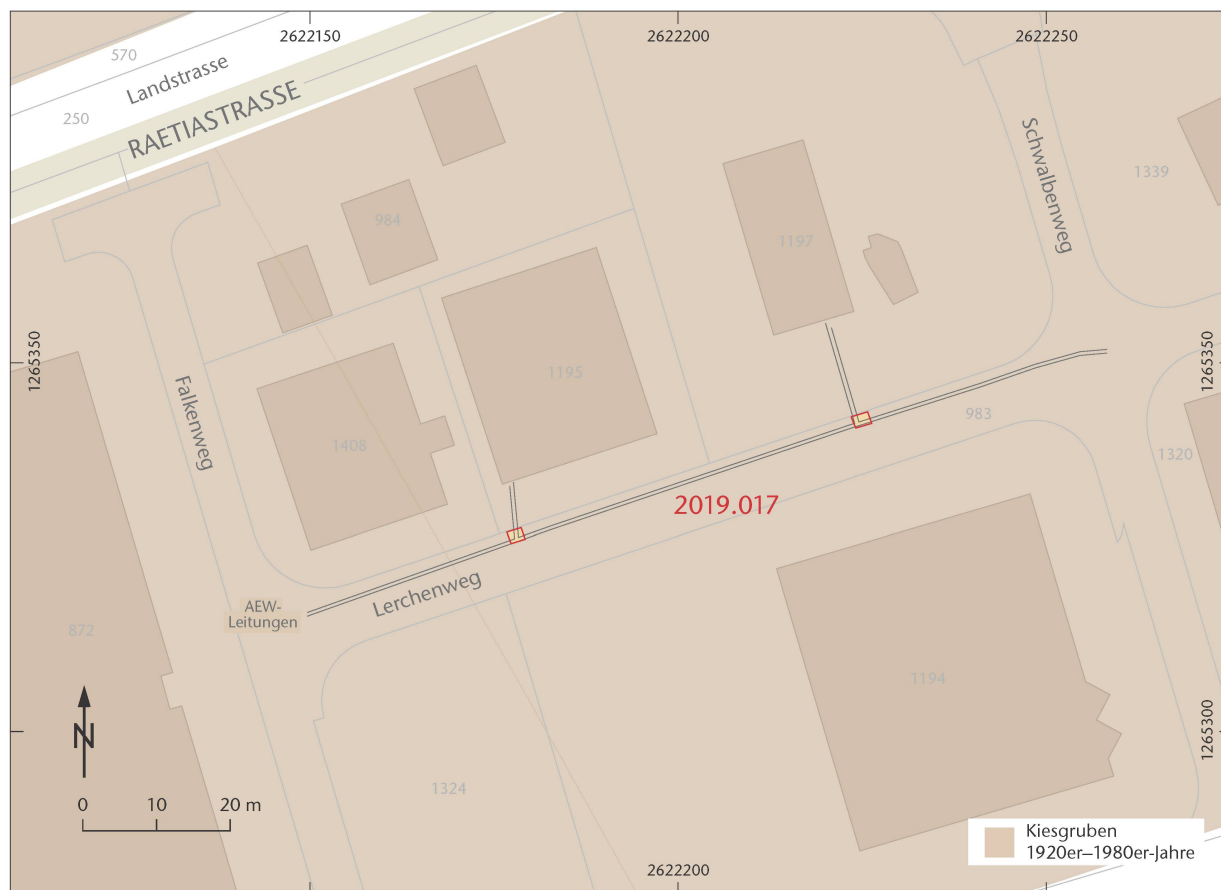 2622150
2622200
2622250
570
Landstrasse
250
RAETIASTRASSE
Schwalbenweg
1339
984
1197
1265350
1265350
1195
Falkenweg
983
1408
1320
2019.017
AEW-
Leitungen
Lerchenweg
872
1194
1265300
N
1324
0 10 20 m
Kiesgruben
1920er–1980er-Jahre
2622200